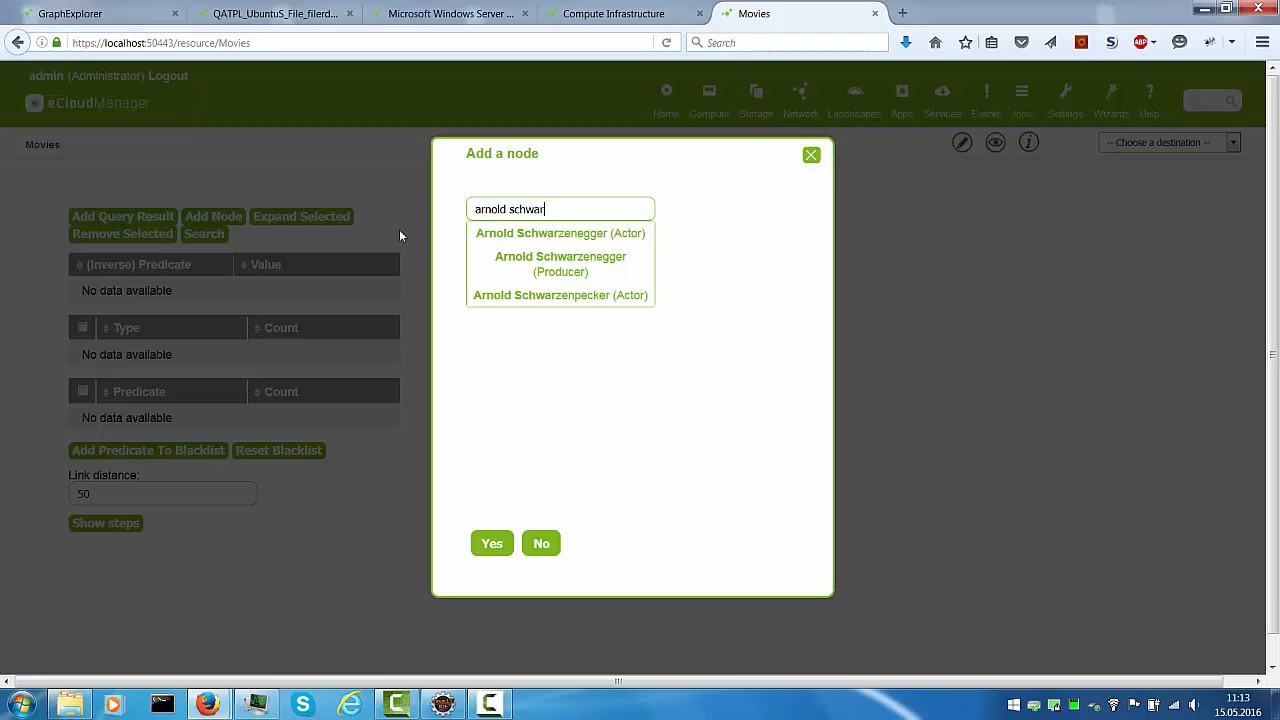 GraphExplorer
QATPL_UbuntuS_File_filerd...
Microsoft Windows Server ...
Compute Infrastructure
Movies
https://localhost:50443/resource/Movies
Search
admin (Administrator) Logout
eCloudManager
Home
Compute
Storage
Network
Landscapes
Apps
Services
Events
Jobs
Settings
Wizards
Help
Movies
-- Choose a destination --
Add a node
arnold schwar
Arnold Schwarzenegger (Actor)
Arnold Schwarzenegger
(Producer)
Arnold Schwarzenpecker (Actor)
Yes
No
Add Query Result
Add Node
Expand Selected
Remove Selected
Search
(Inverse) Predicate
Value
No data available
Type
Count
No data available
Predicate
Count
No data available
Add Predicate To Blacklist
Reset Blacklist
Link distance:
50
Show steps
11:13
15.05.2016